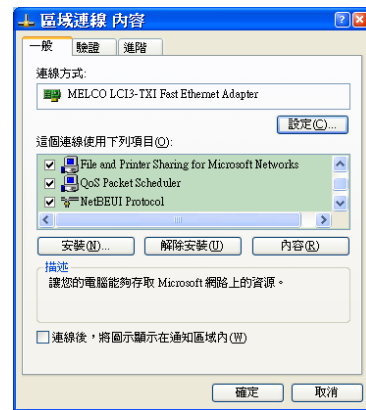 區域連線 內容
一般 驗證 進階
連線方式:
MELCO LCI3-TXI Fast Ethernet Adapter
設定(C)...
這個連線使用下列項目(O):
File and Printer Sharing for Microsoft Networks
QoS Packet Scheduler
NetBEUI Protocol
安裝(N)... 解除安裝(U) 內容(R)
描述
讓您的電腦能夠存取 Microsoft 網路上的資源。
連線後，將圖示顯示在通知區域內(W)
確定 取消